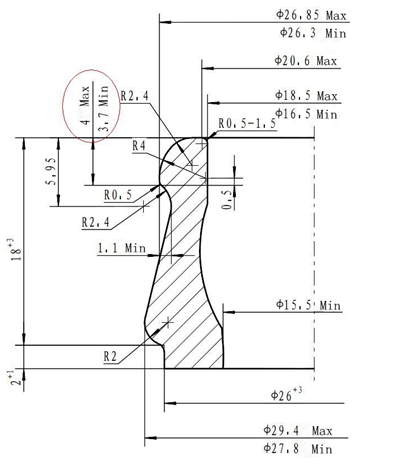 Φ26.85 Max
Φ26.3 Min
Φ20.6 Max
Φ18.5 Max
Φ16.5 Min
4 Max
3.7 Min
R2.4
R0.5-1.5
R4
5.95
R0.5
0.5
R2.4
1.1 Min
18+3
Φ15.5 Min
R2
2+1
Φ26+3
Φ29.4 Max
Φ27.8 Min